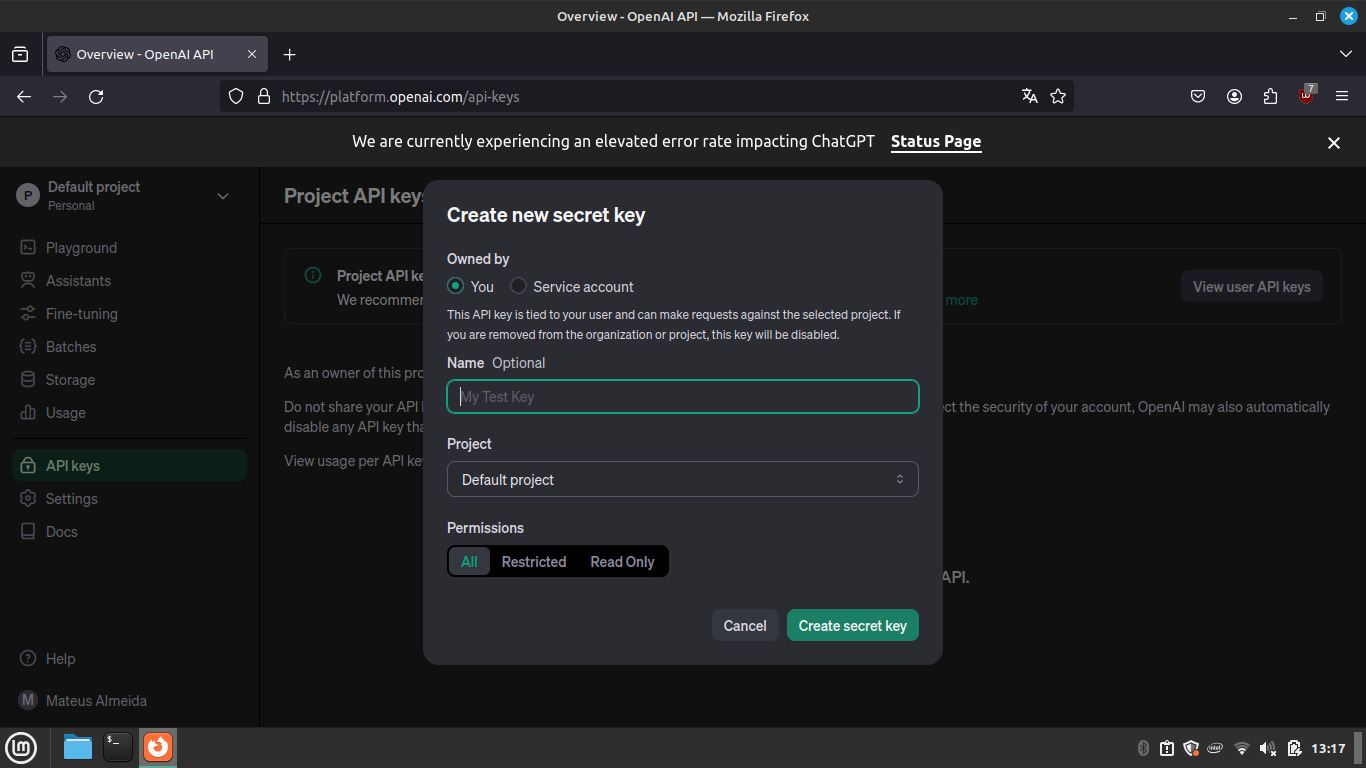 Overview - OpenAI API — Mozilla Firefox
Overview - OpenAI API
https://platform.openai.com/api-keys
7
We are currently experiencing an elevated error rate impacting ChatGPT Status Page
P
Default project
Personal
Playground
Assistants
Fine-tuning
Batches
Storage
Usage
API keys
Settings
Docs
Help
M Mateus Almeida
Project API keys
Project API ke
We recommen
more
View user API keys
As an owner of this pro
Do not share your API
ct the security of your account, OpenAI may also automatically
disable any API key tha
View usage per API key
API.
Create new secret key
Owned by
You Service account
This API key is tied to your user and can make requests against the selected project. If
you are removed from the organization or project, this key will be disabled.
Name Optional
My Test Key
Project
Default project
Permissions
All Restricted Read Only
Cancel Create secret key
13:17